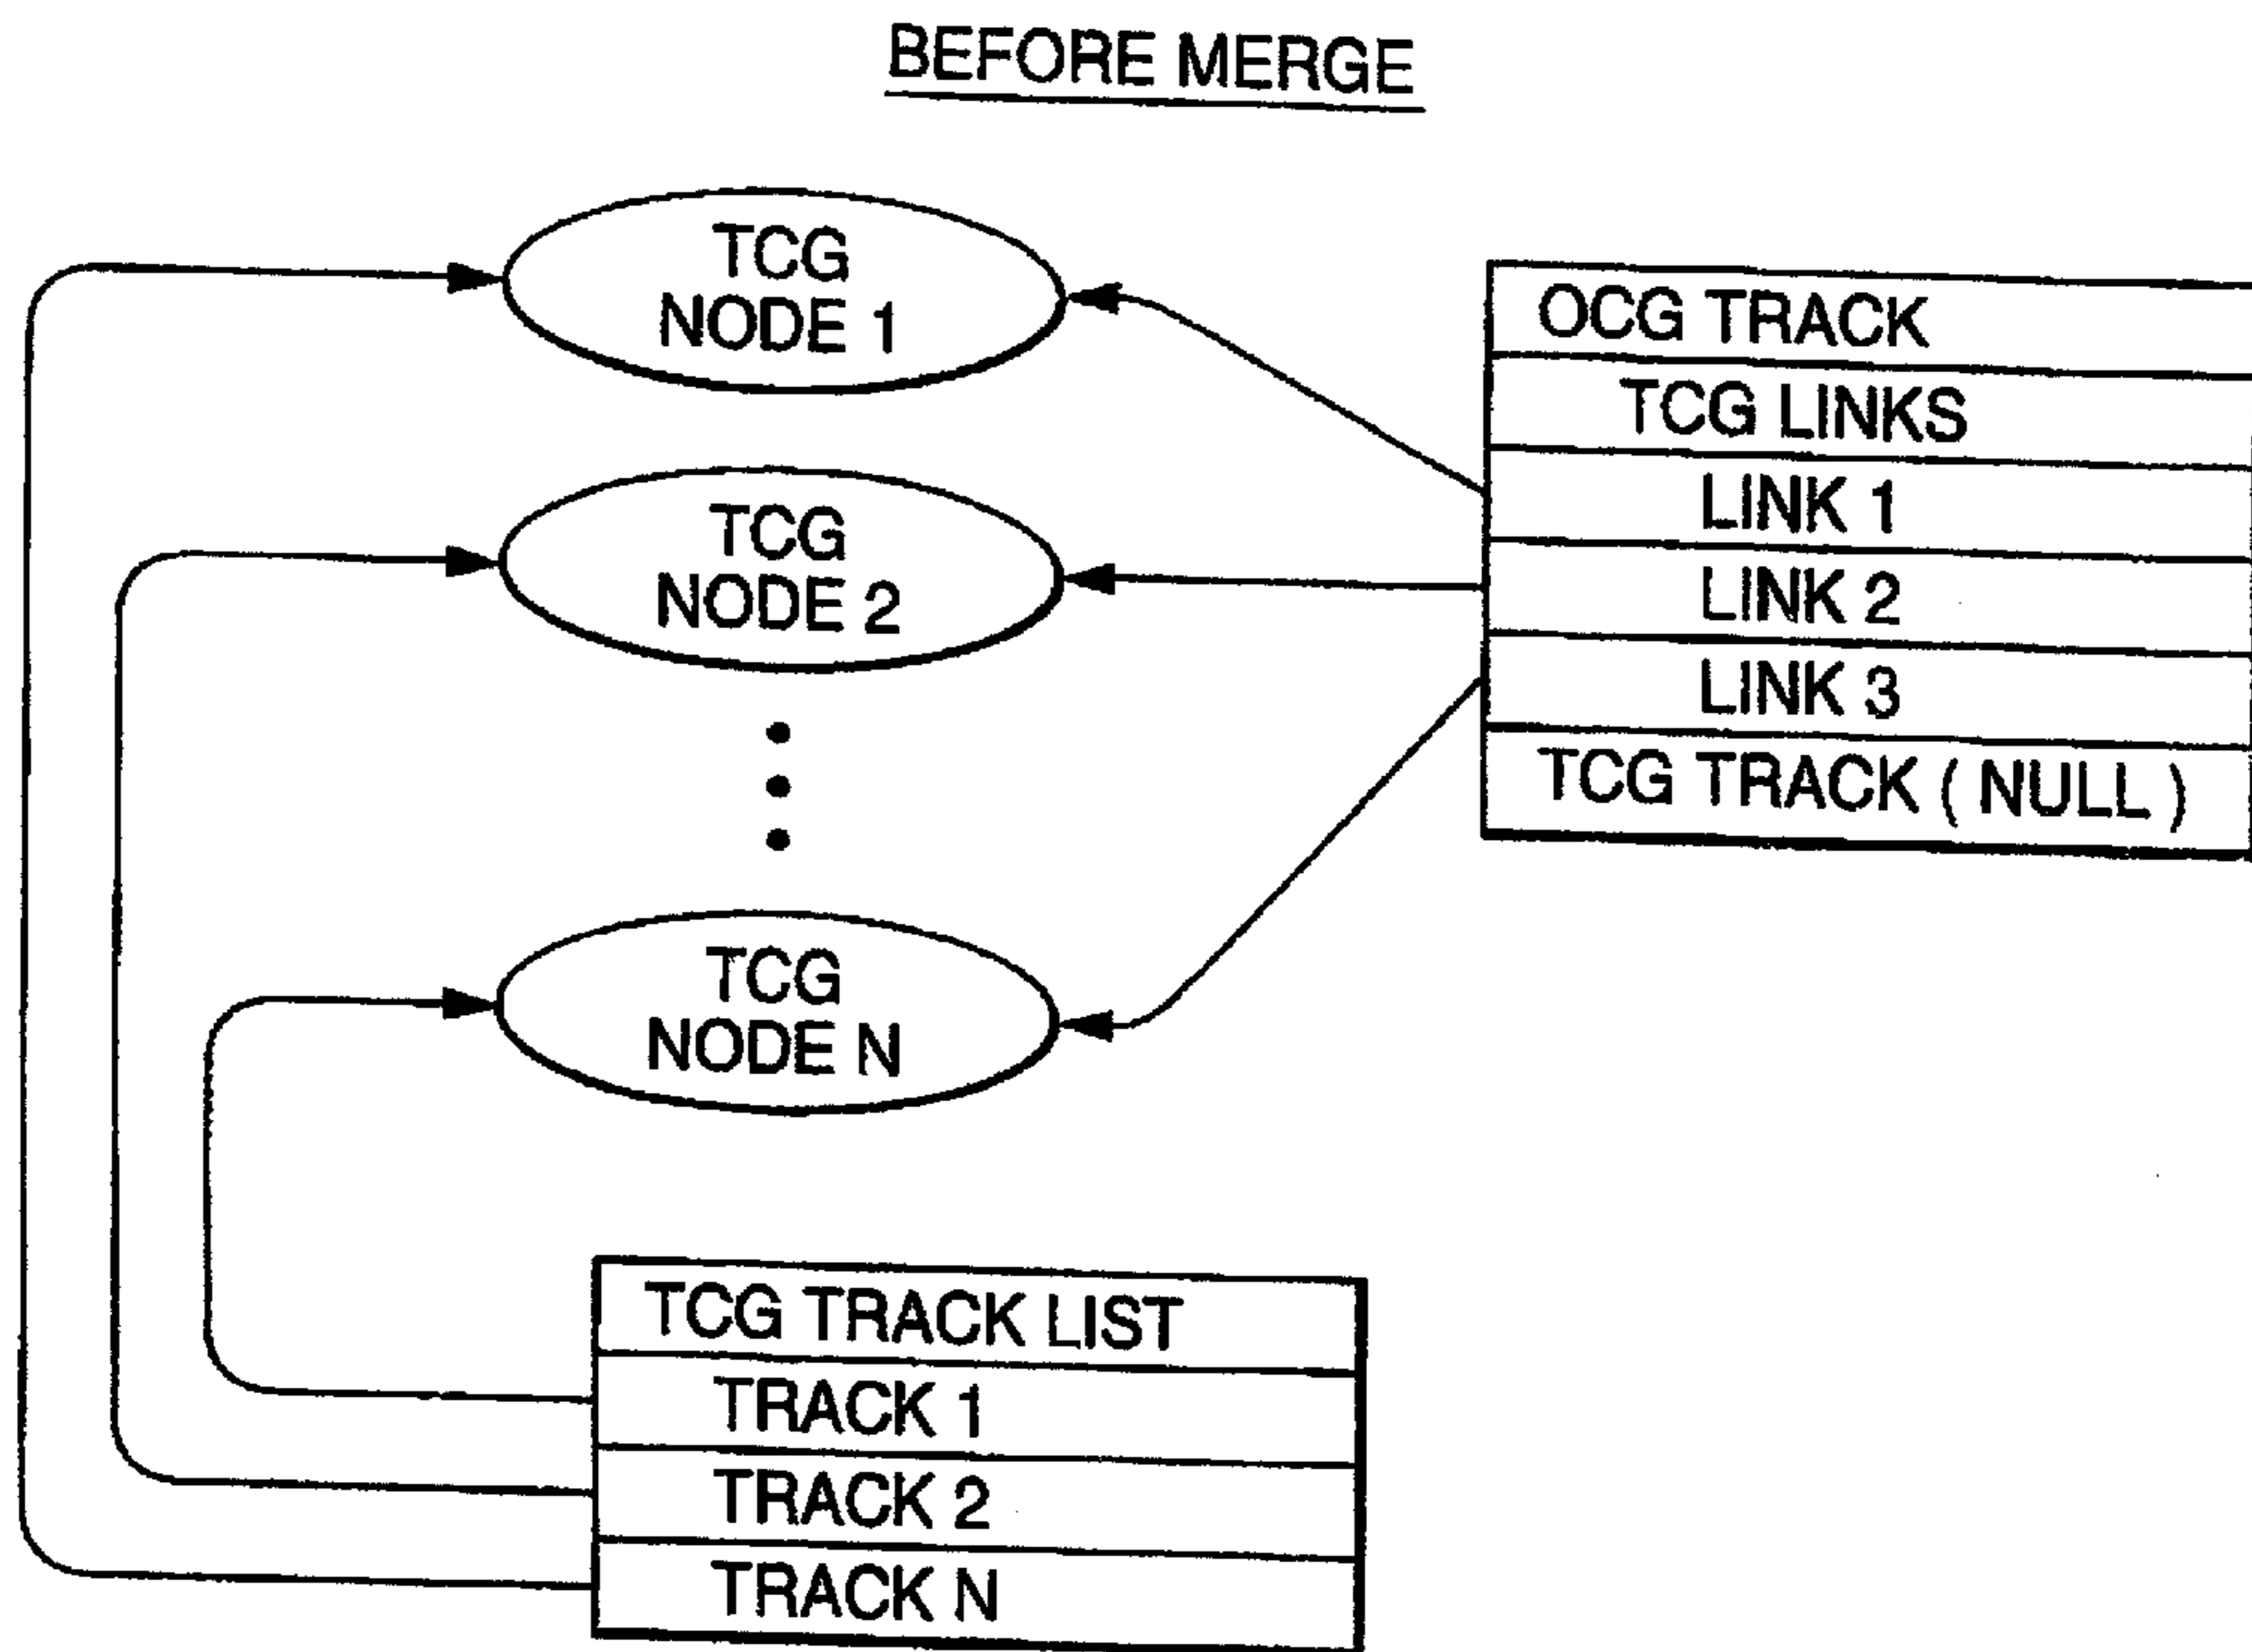 BEFORE MERGE
TCG
NODE 1
TCG
NODE 2
TCG
NODE N
OCG TRACK
TCG LINKS
LINK 1
LINK 2
LINK 3
TCG TRACK ( NULL )
TCG TRACK LIST
TRACK 1
TRACK 2
TRACK N